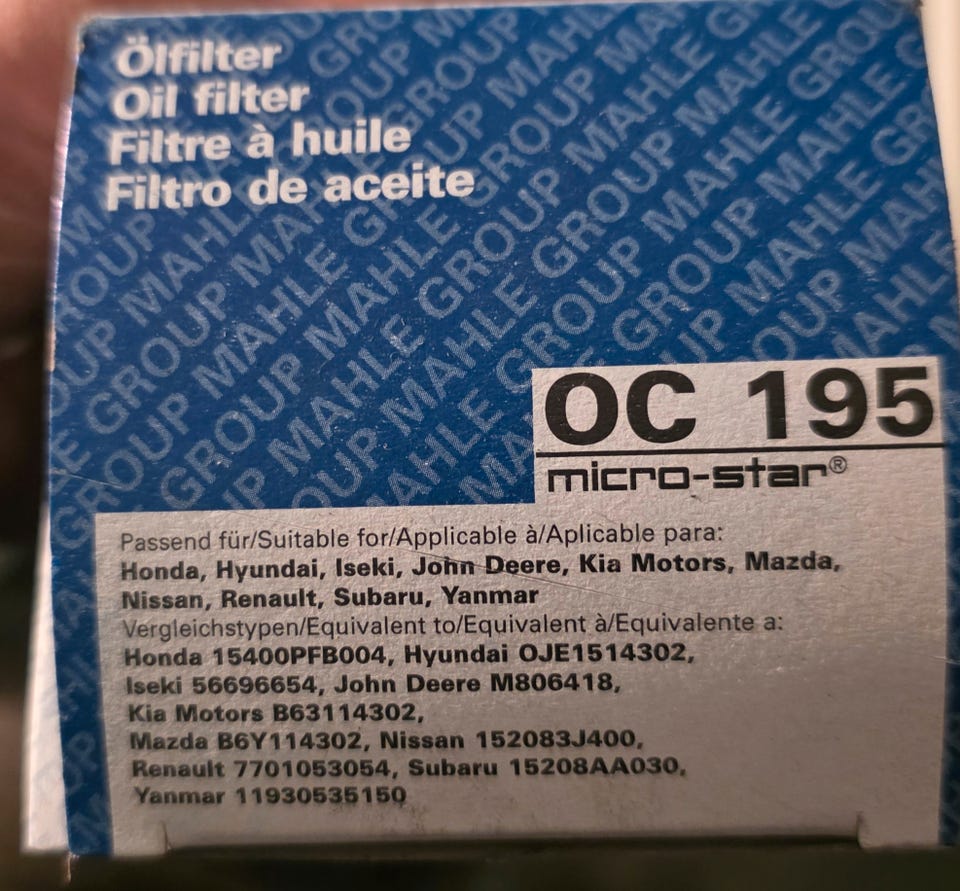 Ölfilter
Oil filter
Filtre à huile
Filtro de aceite
OC 195
micro-star®
Passend für/Suitable for/Applicable à/Aplicable para:
Honda, Hyundai, Iseki, John Deere, Kia Motors, Mazda,
Nissan, Renault, Subaru, Yanmar
Vergleichstypen/Equivalent to/Equivalent à/Equivalente a:
Honda 15400PFB004, Hyundai OJE1514302,
Iseki 56696654, John Deere M806418,
Kia Motors B63114302,
Mazda B6Y114302, Nissan 152083J400,
Renault 7701053054, Subaru 15208AA030,
Yanmar 11930535150
MAHLE GROUP